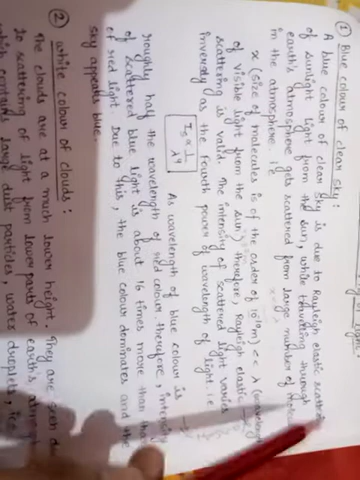 ① Blue colour of clear sky:
A blue colour of clear sky is due to Rayleigh elastic scattering
of sunlight light from the sun, while travelling through
earth's atmosphere gets scattered from large number of
in the atmosphere. If
x (size of molecules is of the order of 10⁻¹⁰m) << λ (wavelength
of visible light from the sun) therefore, Rayleigh elastic
scattering is valid. The intensity of scattered light varies
inversely as the fourth power of wavelength of light. i.e
Is ∝ 1/λ⁴ As wavelength of blue colour is
roughly half the wavelength of red colour. therefore, intensity
of scattered blue light is about 16 times more than that
of red light. Due to this, the blue colour dominates and the
sky appears blue.
② white colour of clouds:
The clouds are at a much lower height. They are seen due
to scattering of light from lower parts of earth's
which contains large dust particles, water droplets, ice